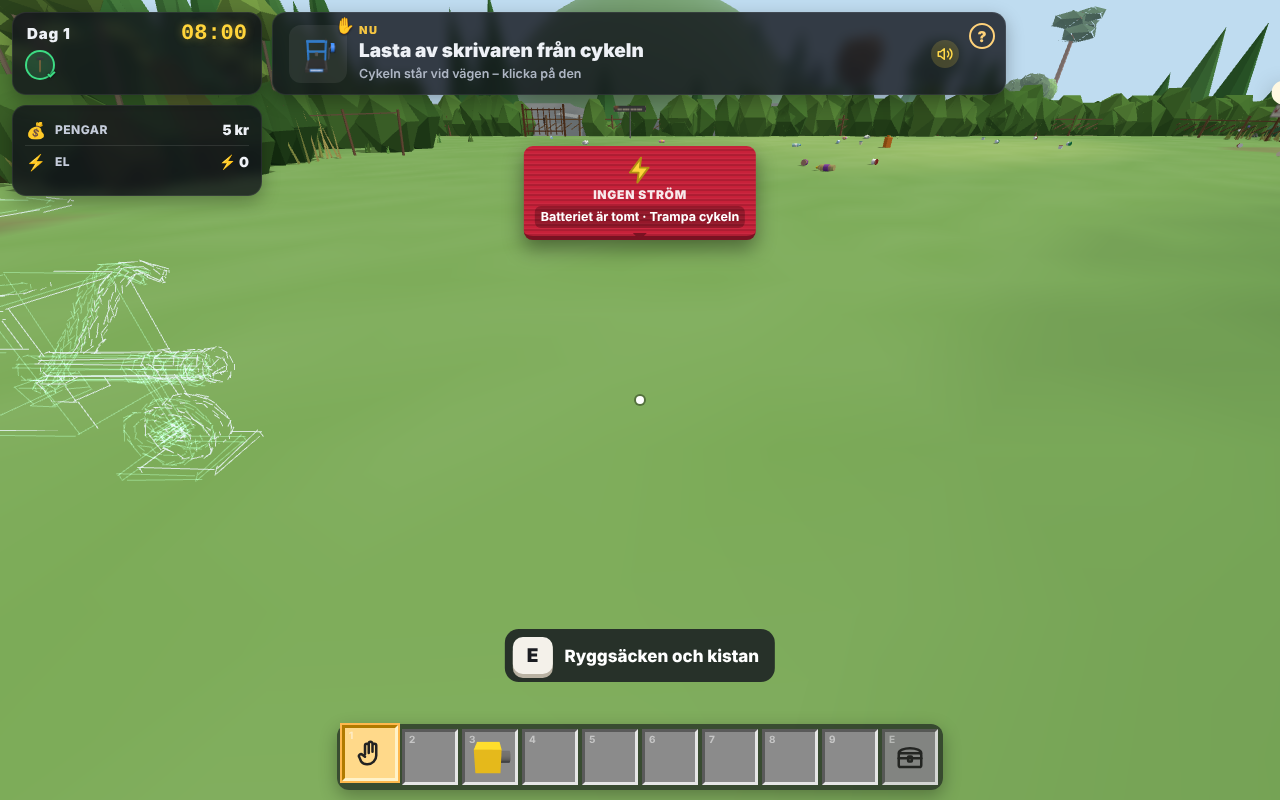 Dag 1
08:00
NU
Lasta av skrivaren från cykeln
Cykeln står vid vägen – klicka på den
?
PENGAR
5 kr
EL
0
INGEN STRÖM
Batteriet är tomt · Trampa cykeln
E
Ryggsäcken och kistan
1
2
3
4
5
6
7
8
9
E